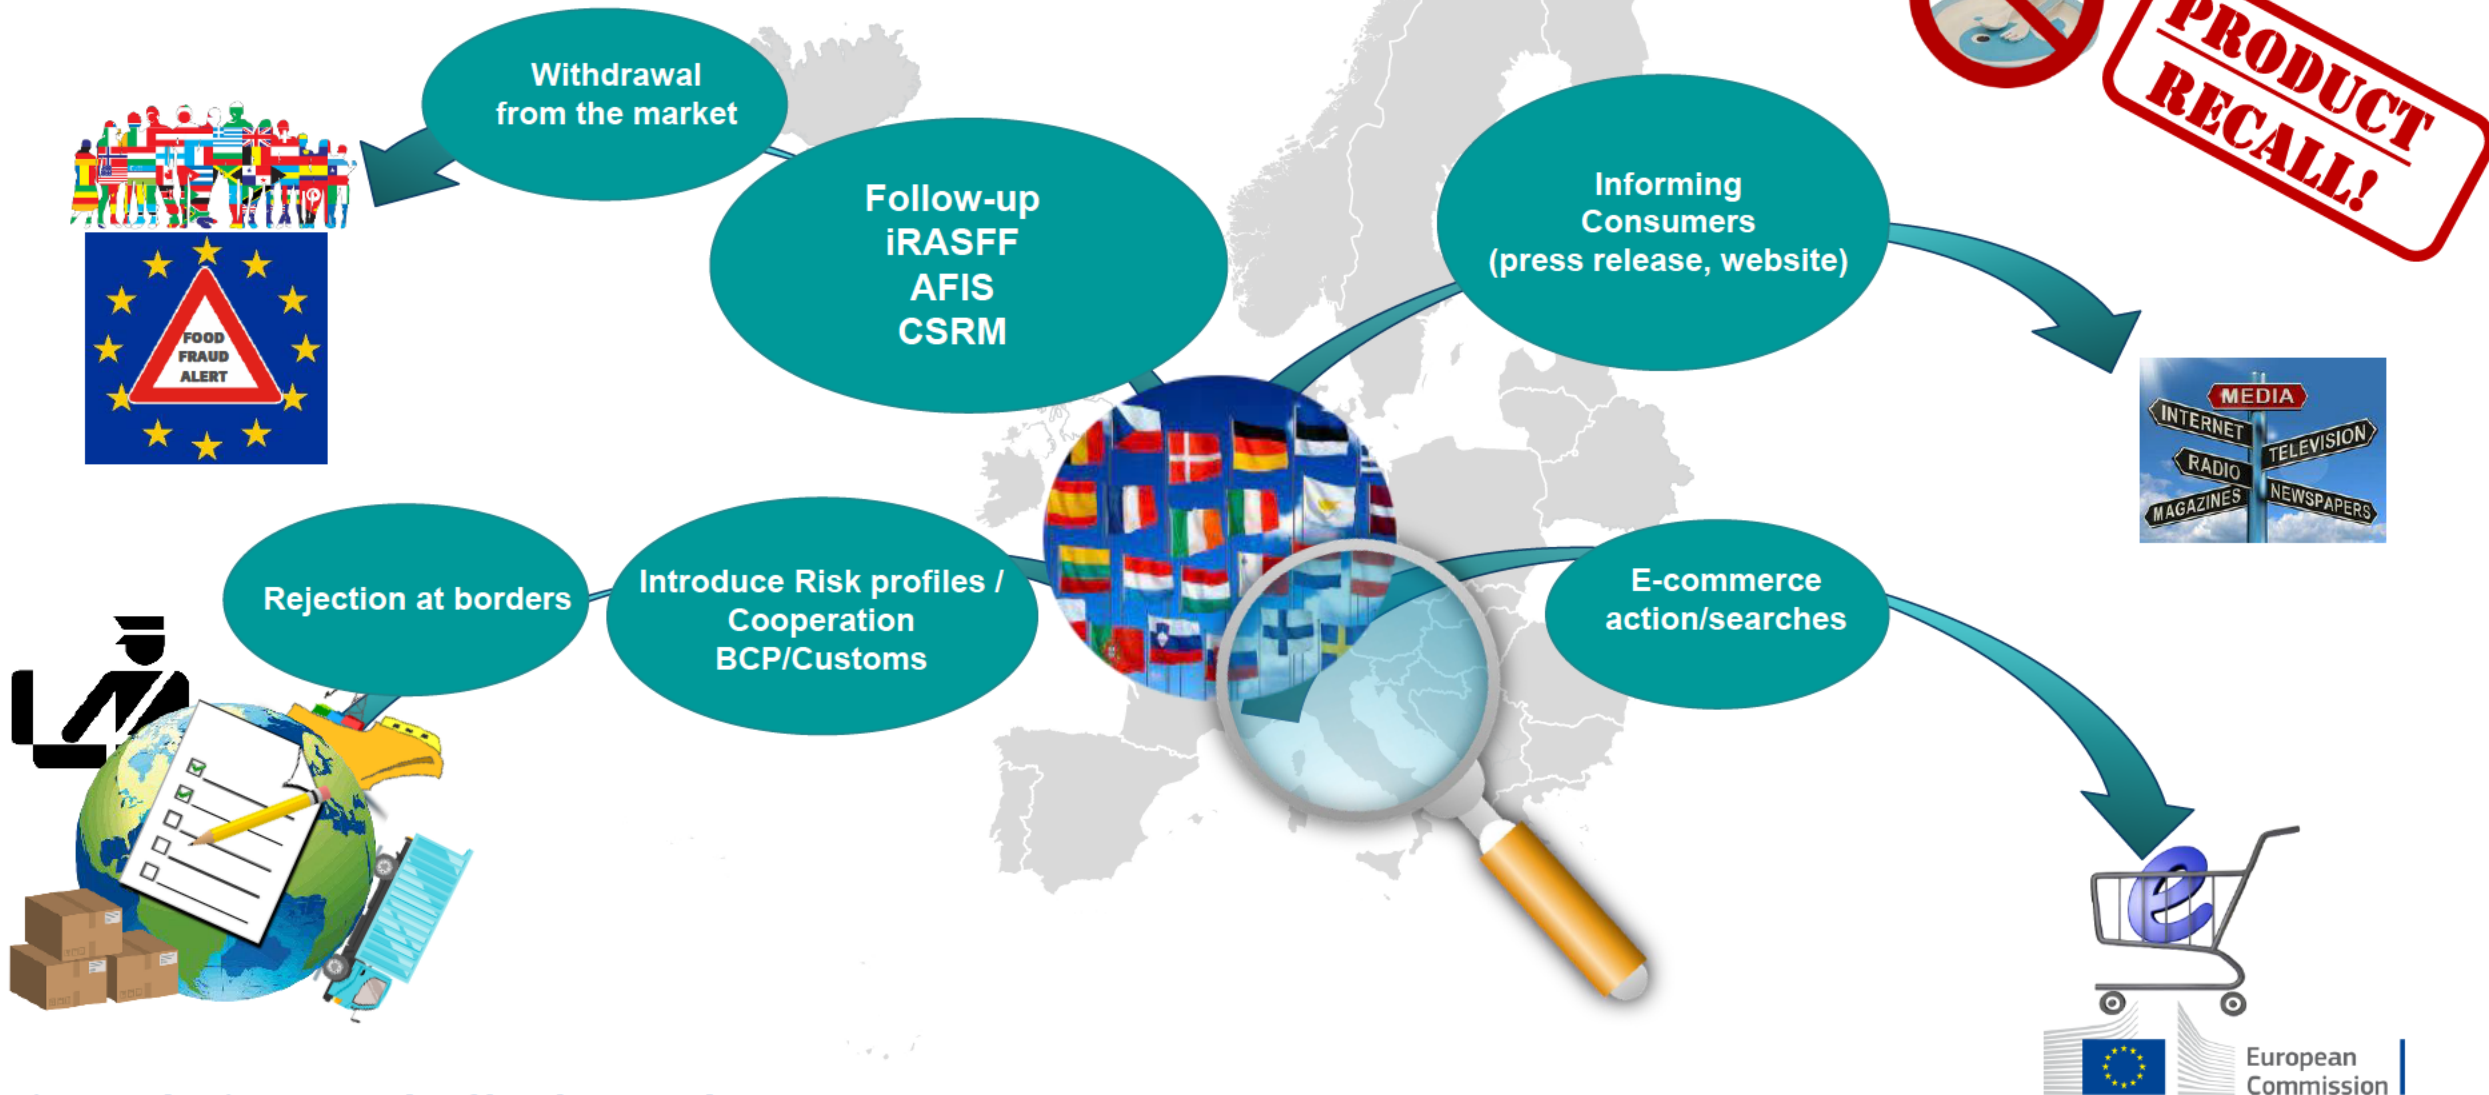 Withdrawal
from the market
Follow-up
iRASFF
AFIS
CSRM
Informing
Consumers
(press release, website)
PRODUCT
RECALL!
FOOD
FRAUD
ALERT
MEDIA
INTERNET
TELEVISION
RADIO
MAGAZINES
NEWSPAPERS
Rejection at borders
Introduce Risk profiles /
Cooperation
BCP/Customs
E-commerce
action/searches
e
European
Commission